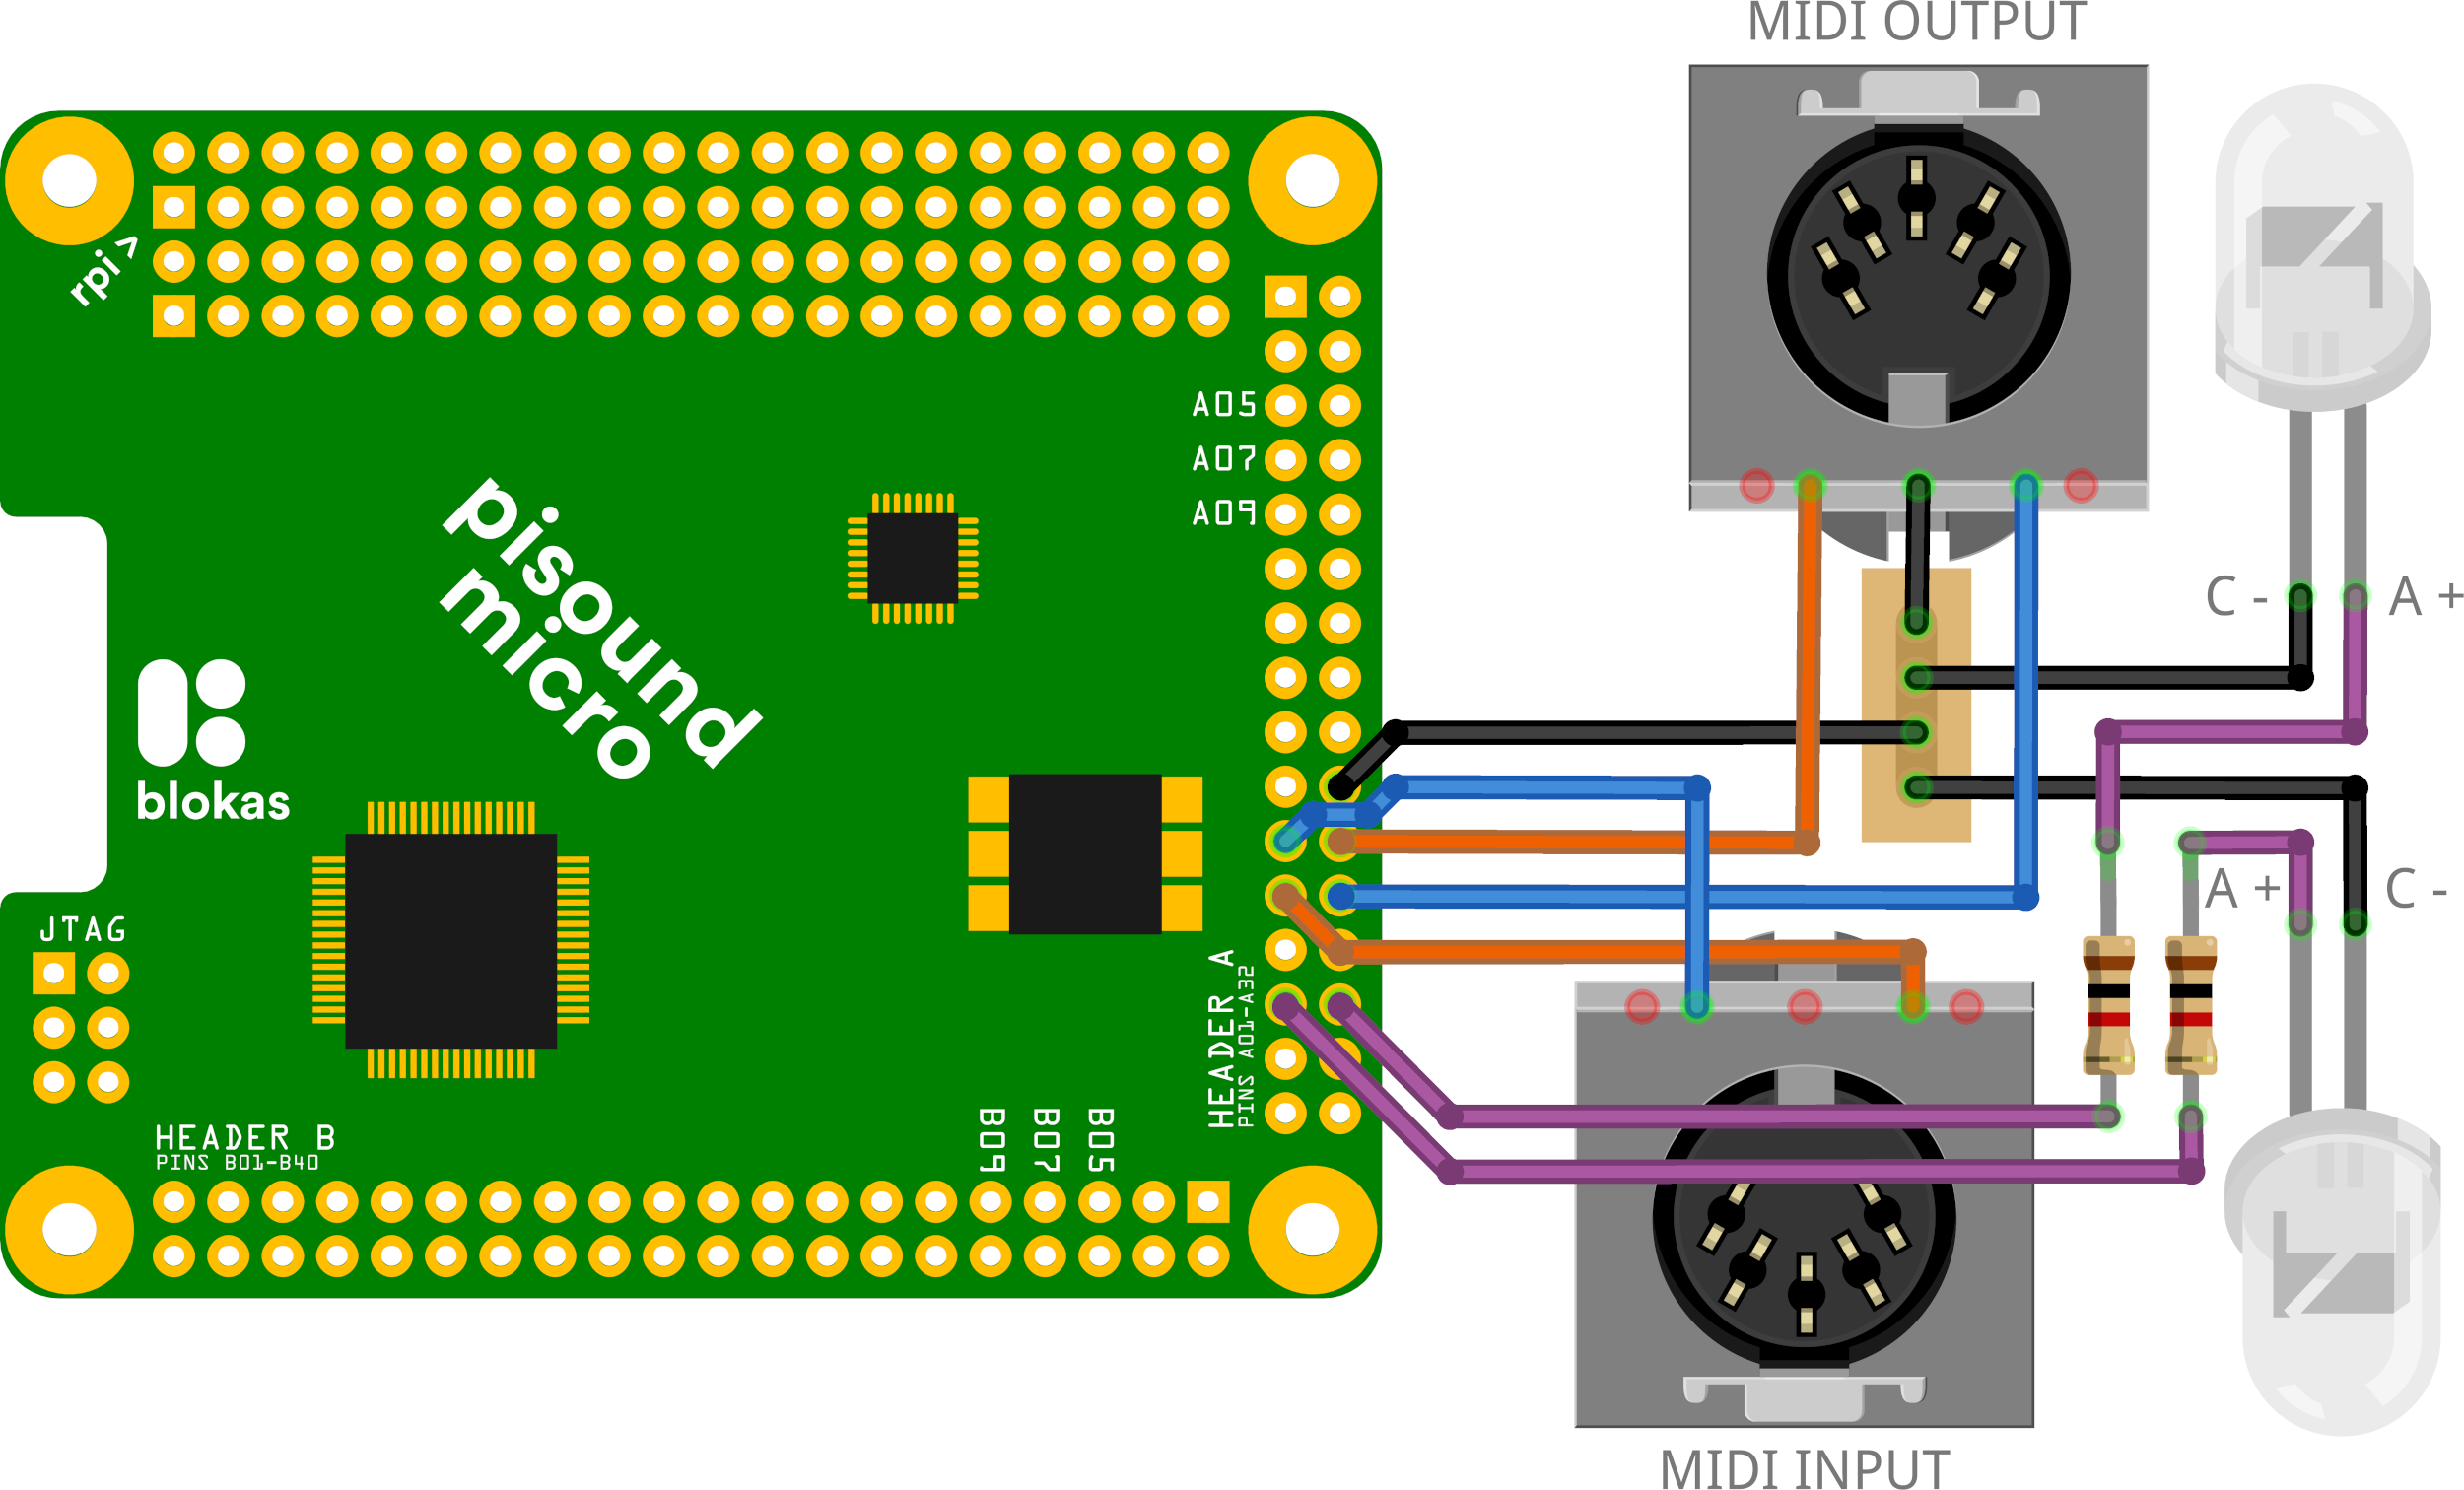 MIDI OUTPUT
rpi >
A05
A07
A09
pisound
micro
blokas
C -
A +
A +
C -
JTAG
HEADER A
PINS A01-A32
HEADER B
PINS B01-B40
B09
B07
B05
MIDI INPUT